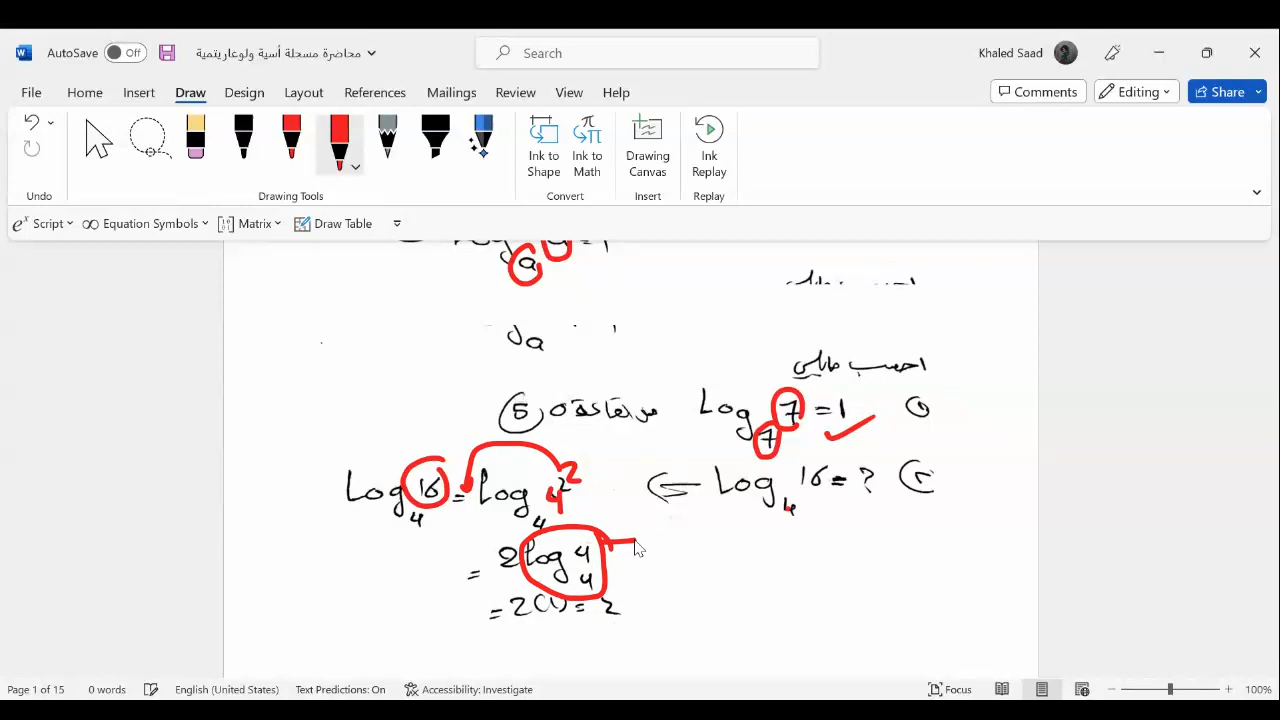 AutoSave Off محاضرة مسجلة أسية ولوغاريتمية Search Khaled Saad
File Home Insert Draw Design Layout References Mailings Review View Help Comments Editing Share
Undo Drawing Tools Ink to Shape Ink to Math Convert Drawing Canvas Insert Ink Replay Replay
Script Equation Symbols Matrix Draw Table
a = 1
a
احسب مايلي
① Log₇ 7 = 1 من القاعدة 5
② Log₄ 16 = ? ⇐
Log₄ 16 = log₄ 4²
= 2 log₄ 4
= 2(1) = 2
Page 1 of 15 0 words English (United States) Text Predictions: On Accessibility: Investigate Focus 100%